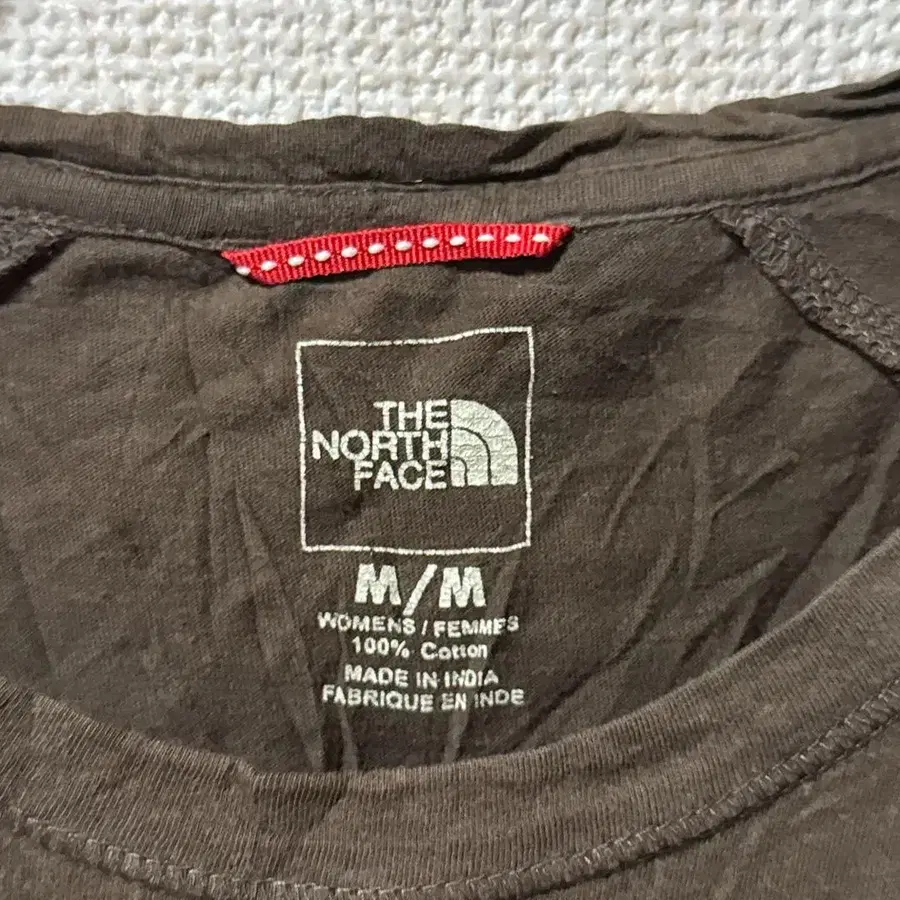 THE
NORTH
FACE
M/M
WOMENS / FEMMES
100% Cotton
MADE IN INDIA
FABRIQUE EN INDE